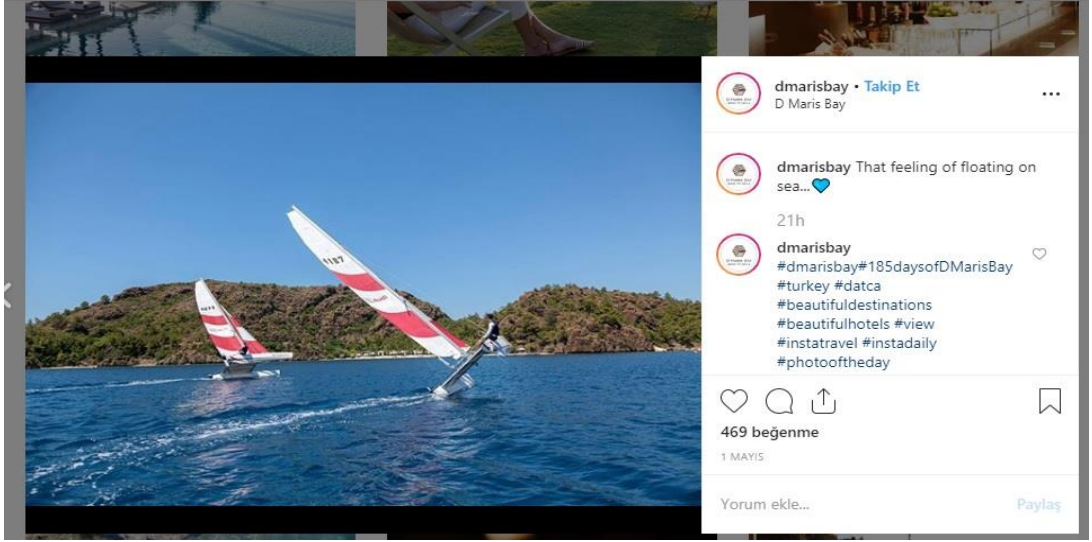 dmarisbay • Takip Et
D Maris Bay
dmarisbay That feeling of floating on
sea...💙
21h
dmarisbay
#dmarisbay#185daysofDMarisBay
#turkey #datca
#beautifuldestinations
#beautifulhotels #view
#instatravel #instadaily
#photooftheday
469 beğenme
1 MAYIS
Yorum ekle...
Paylaş
1187